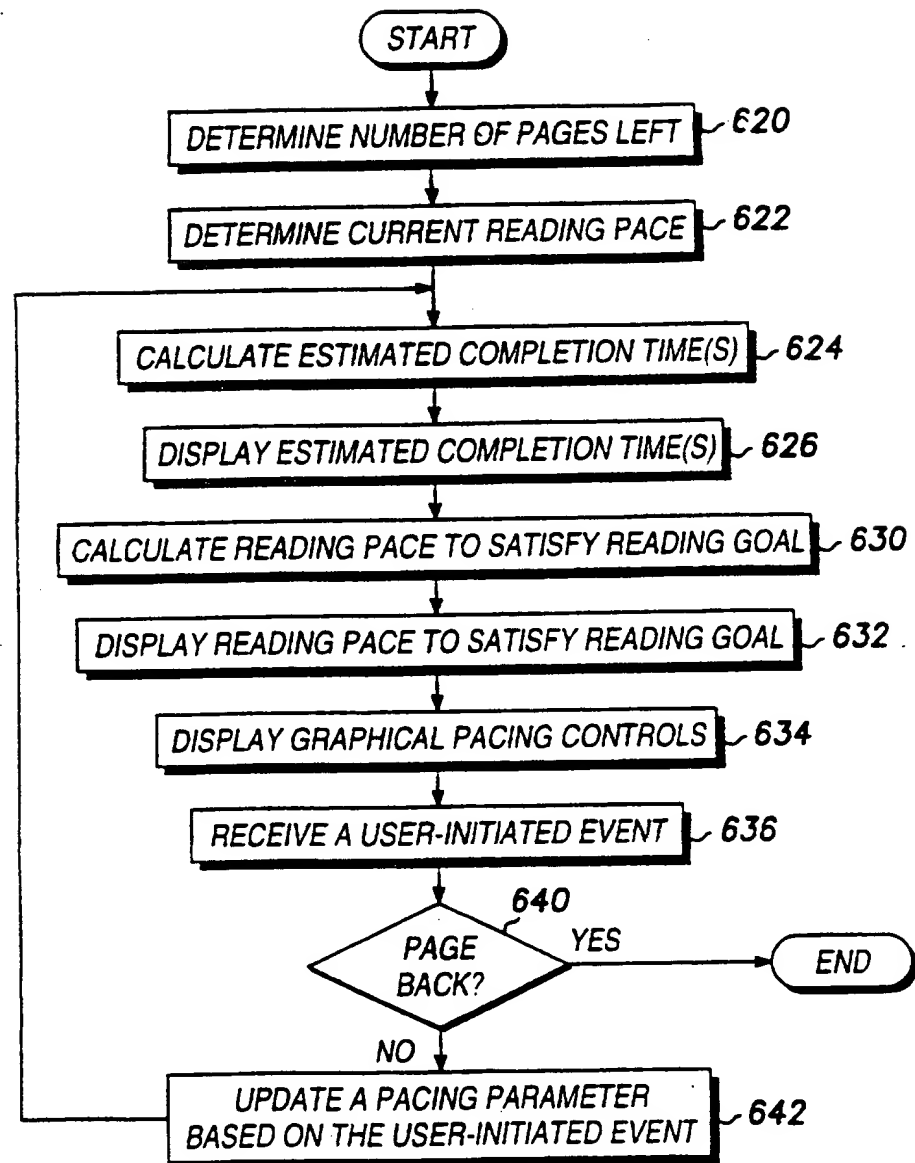 START
DETERMINE NUMBER OF PAGES LEFT 620
DETERMINE CURRENT READING PACE 622
CALCULATE ESTIMATED COMPLETION TIME(S) 624
DISPLAY ESTIMATED COMPLETION TIME(S) 626
CALCULATE READING PACE TO SATISFY READING GOAL 630
DISPLAY READING PACE TO SATISFY READING GOAL 632
DISPLAY GRAPHICAL PACING CONTROLS 634
RECEIVE A USER-INITIATED EVENT 636
640
PAGE
BACK?
YES
END
NO
UPDATE A PACING PARAMETER
BASED ON THE USER-INITIATED EVENT 642